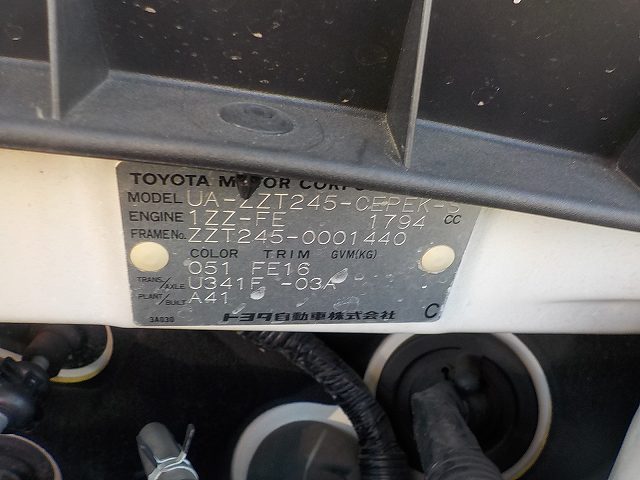 TOYOTA MOTOR CORPO
MODEL UA-ZZT245-CEPEK-S
ENGINE 1ZZ-FE 1794 CC
FRAME No. ZZT245-0001440
COLOR TRIM GVM(KG)
051 FE16
TRANS./AXLE U341F -03A
PLANT/BUILT A41
3A030 トヨタ自動車株式会社 C